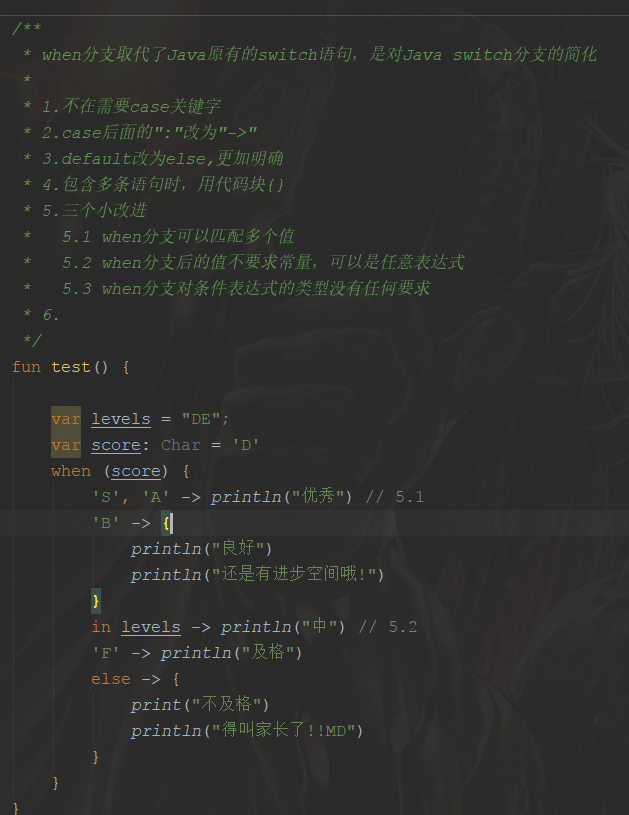 /**
 * when分支取代了Java原有的switch语句，是对Java switch分支的简化
 *
 * 1.不在需要case关键字
 * 2.case后面的":"改为"->"
 * 3.default改为else,更加明确
 * 4.包含多条语句时，用代码块{}
 * 5.三个小改进
 *   5.1 when分支可以匹配多个值
 *   5.2 when分支后的值不要求常量，可以是任意表达式
 *   5.3 when分支对条件表达式的类型没有任何要求
 * 6.
 */
fun test() {
    var levels = "DE";
    var score: Char = 'D'
    when (score) {
        'S', 'A' -> println("优秀") // 5.1
        'B' -> {
            println("良好")
            println("还是有进步空间哦!")
        }
        in levels -> println("中") // 5.2
        'F' -> println("及格")
        else -> {
            print("不及格")
            println("得叫家长了!!MD")
        }
    }
}